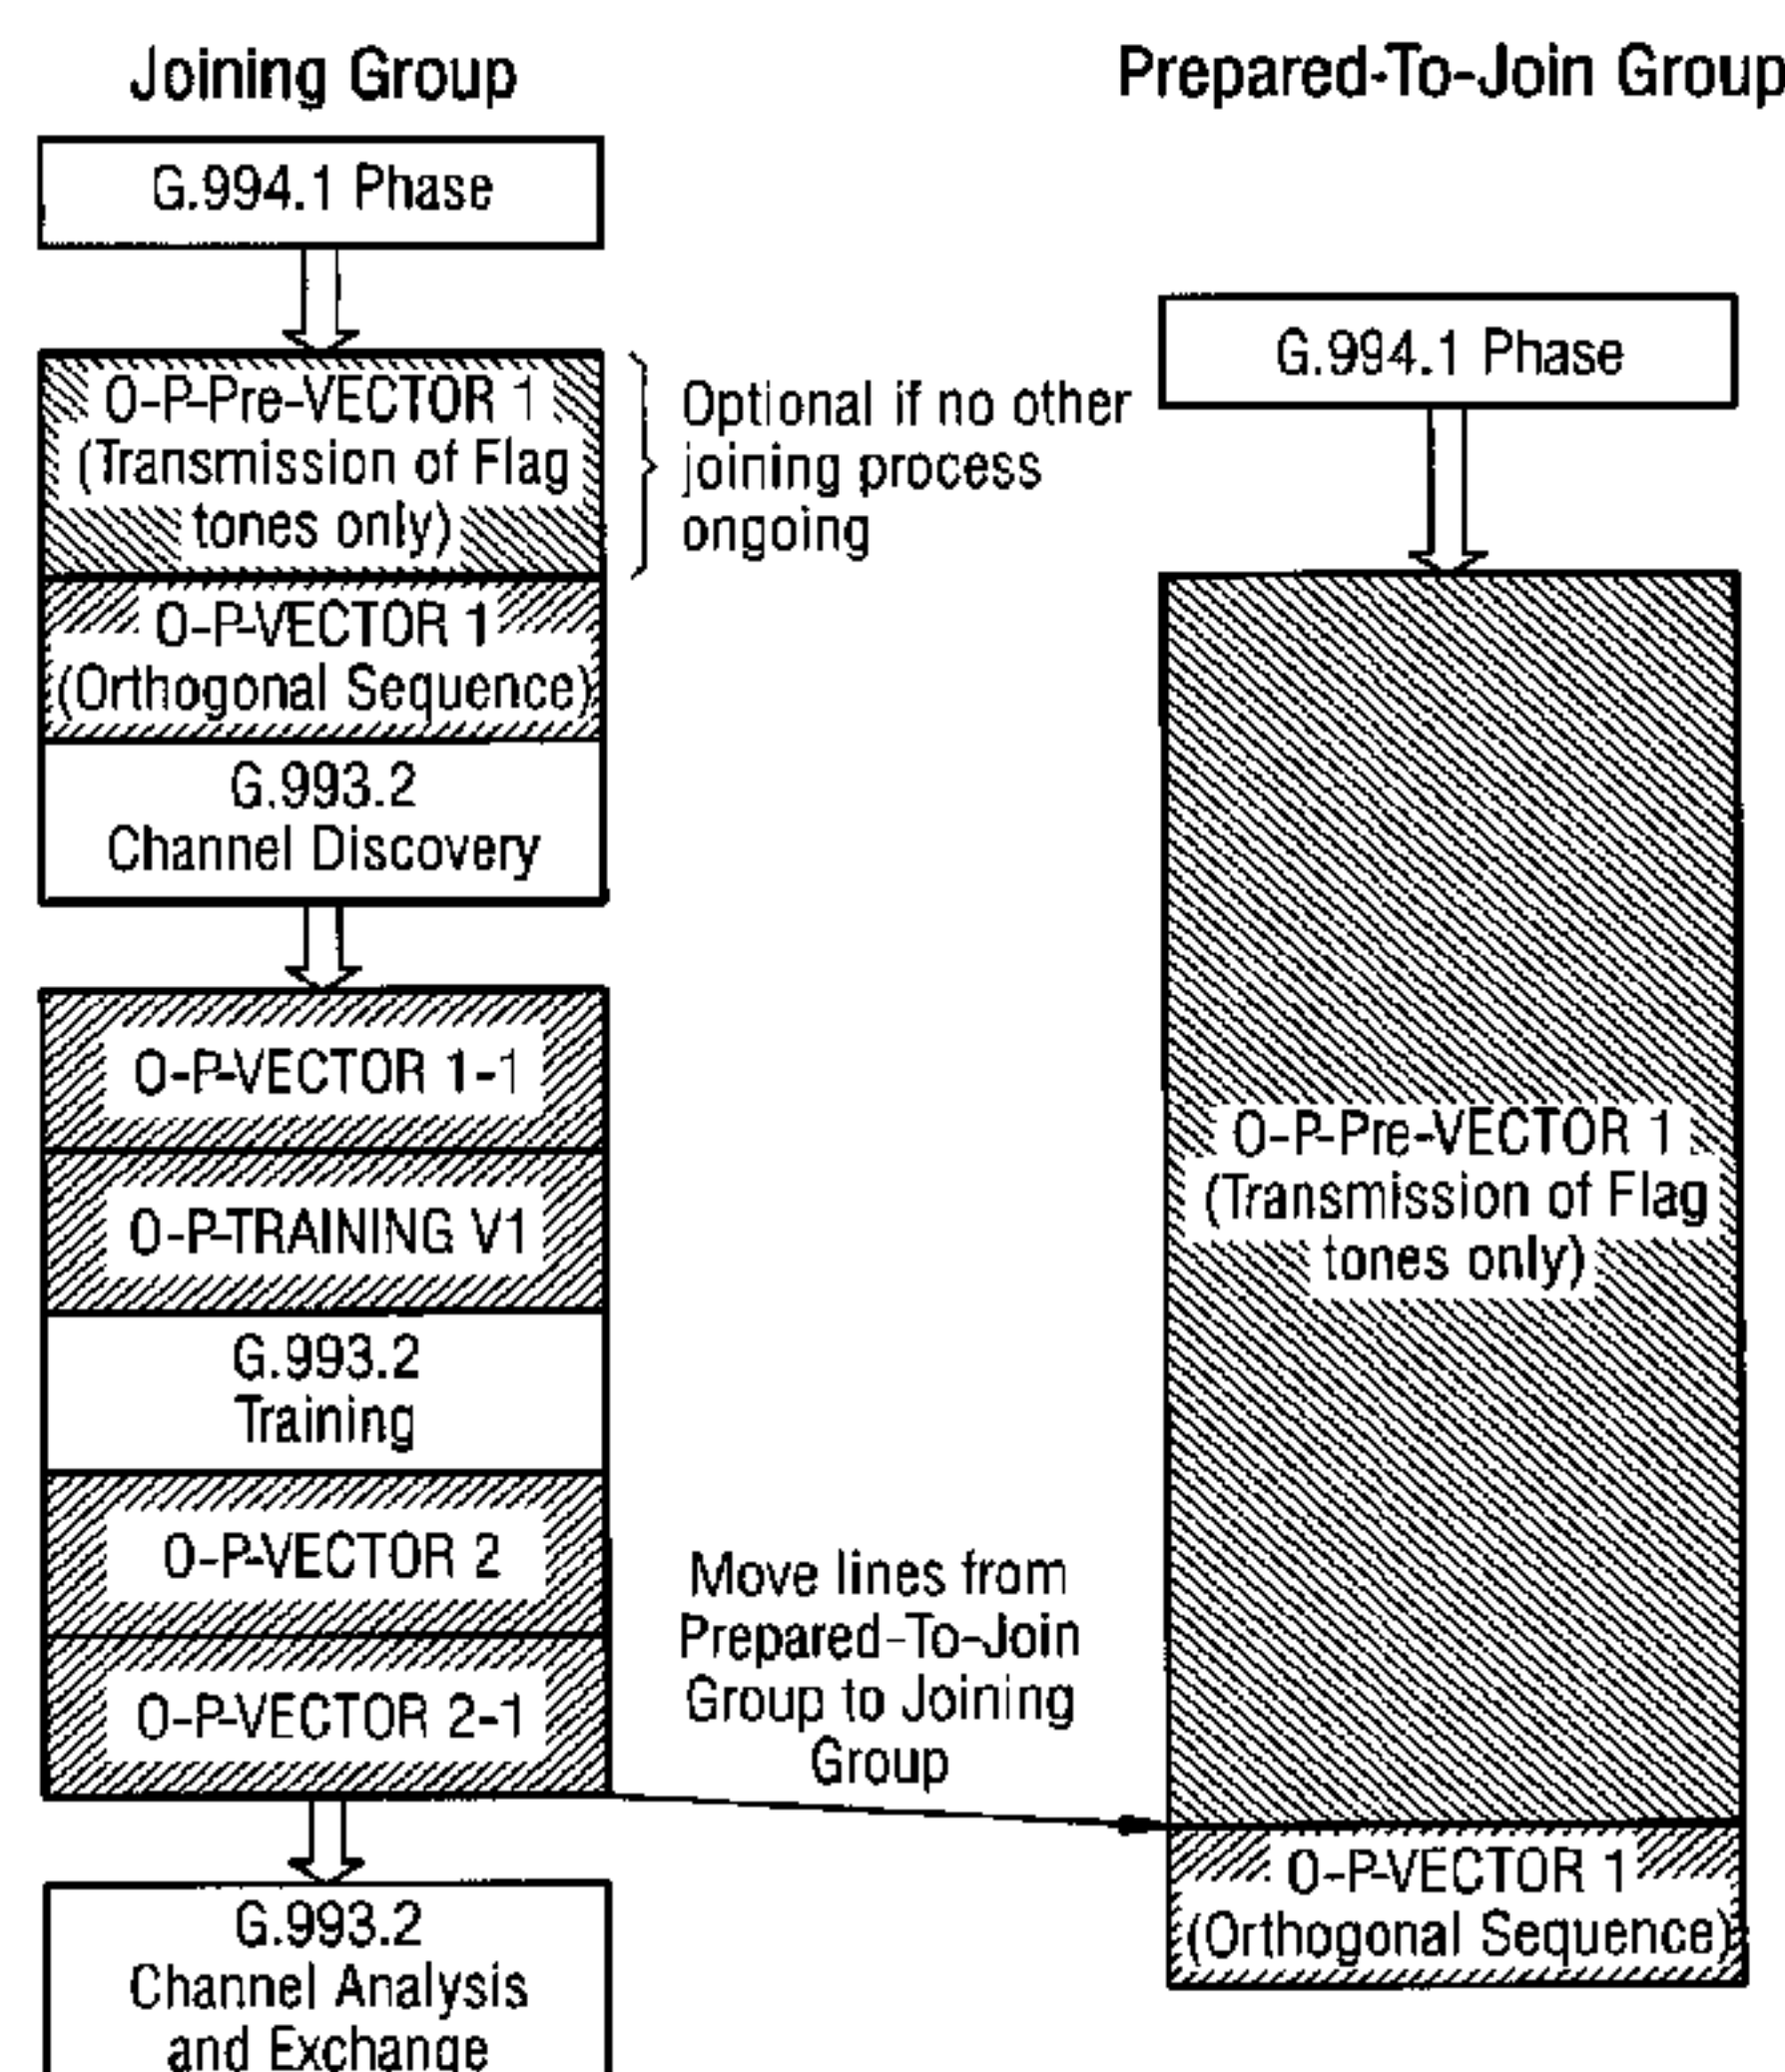 Joining Group
G.994.1 Phase
O-P-Pre-VECTOR 1
(Transmission of Flag
tones only)
Optional if no other
joining process
ongoing
O-P-VECTOR 1
(Orthogonal Sequence)
G.993.2
Channel Discovery
O-P-VECTOR 1-1
O-P-TRAINING V1
G.993.2
Training
O-P-VECTOR 2
O-P-VECTOR 2-1
Move lines from
Prepared-To-Join
Group to Joining
Group
G.993.2
Channel Analysis
and Exchange
Prepared-To-Join Group
G.994.1 Phase
O-P-Pre-VECTOR 1
(Transmission of Flag
tones only)
O-P-VECTOR 1
(Orthogonal Sequence)